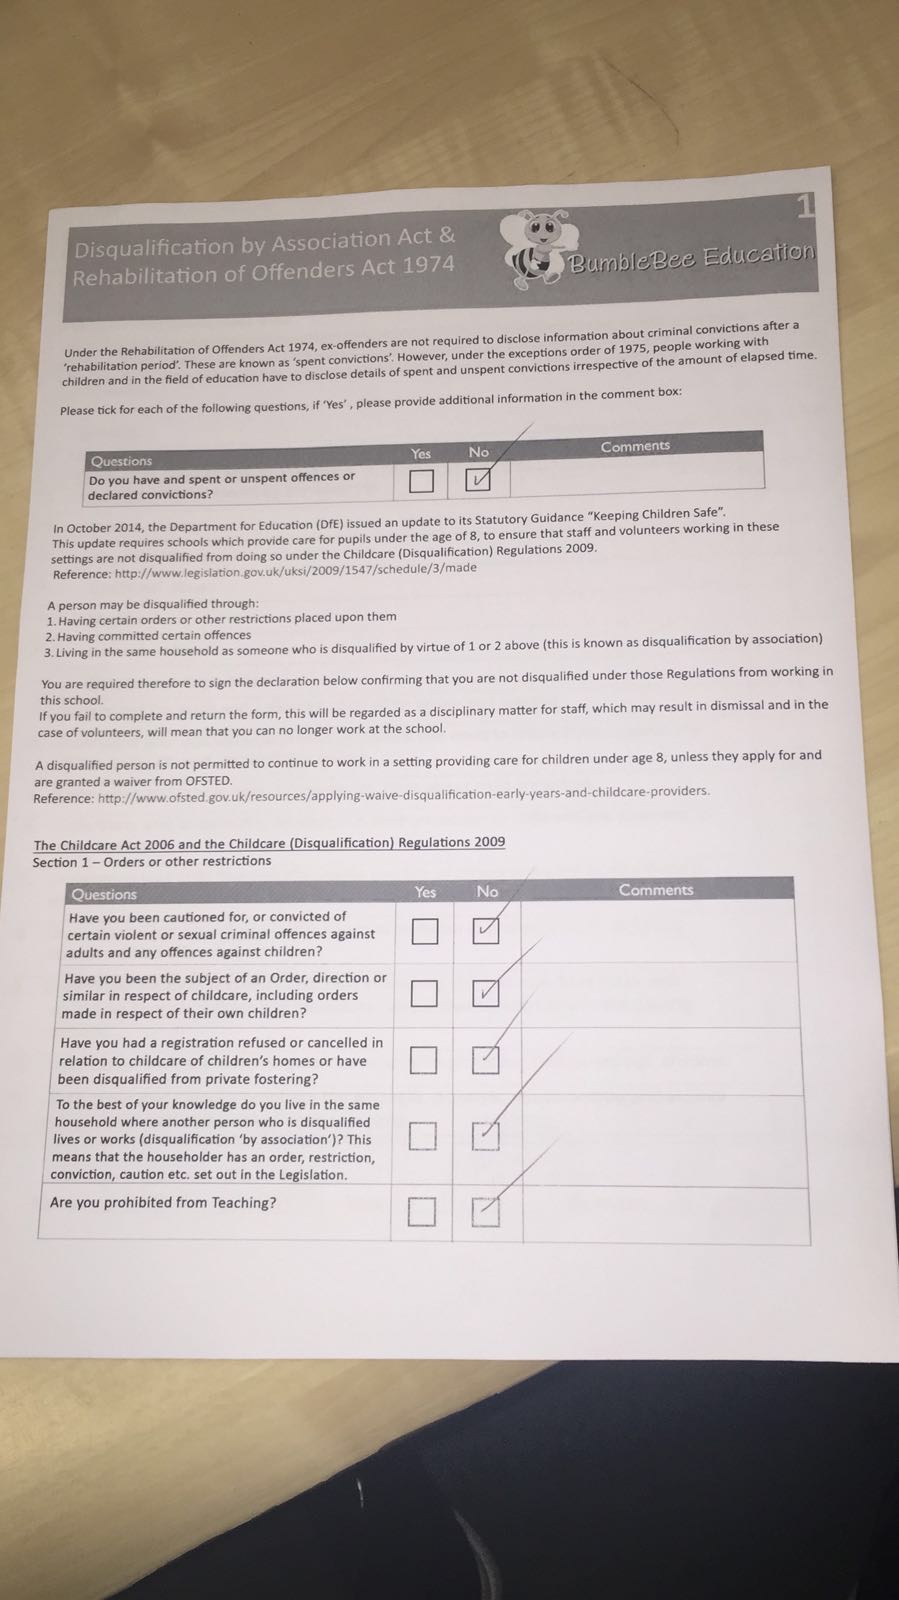 1
Disqualification by Association Act &
Rehabilitation of Offenders Act 1974
BumbleBee Education
Under the Rehabilitation of Offenders Act 1974, ex-offenders are not required to disclose information about criminal convictions after a
'rehabilitation period'. These are known as 'spent convictions'. However, under the exceptions order of 1975, people working with
children and in the field of education have to disclose details of spent and unspent convictions irrespective of the amount of elapsed time.
Please tick for each of the following questions, if 'Yes' , please provide additional information in the comment box:
Questions Yes No Comments
Do you have and spent or unspent offences or
declared convictions?
In October 2014, the Department for Education (DfE) issued an update to its Statutory Guidance "Keeping Children Safe".
This update requires schools which provide care for pupils under the age of 8, to ensure that staff and volunteers working in these
settings are not disqualified from doing so under the Childcare (Disqualification) Regulations 2009.
Reference: http://www.legislation.gov.uk/uksi/2009/1547/schedule/3/made
A person may be disqualified through:
1. Having certain orders or other restrictions placed upon them
2. Having committed certain offences
3. Living in the same household as someone who is disqualified by virtue of 1 or 2 above (this is known as disqualification by association)
You are required therefore to sign the declaration below confirming that you are not disqualified under those Regulations from working in
this school.
If you fail to complete and return the form, this will be regarded as a disciplinary matter for staff, which may result in dismissal and in the
case of volunteers, will mean that you can no longer work at the school.
A disqualified person is not permitted to continue to work in a setting providing care for children under age 8, unless they apply for and
are granted a waiver from OFSTED.
Reference: http://www.ofsted.gov.uk/resources/applying-waive-disqualification-early-years-and-childcare-providers.
The Childcare Act 2006 and the Childcare (Disqualification) Regulations 2009
Section 1 – Orders or other restrictions
Questions Yes No Comments
Have you been cautioned for, or convicted of
certain violent or sexual criminal offences against
adults and any offences against children?
Have you been the subject of an Order, direction or
similar in respect of childcare, including orders
made in respect of their own children?
Have you had a registration refused or cancelled in
relation to childcare of children's homes or have
been disqualified from private fostering?
To the best of your knowledge do you live in the same
household where another person who is disqualified
lives or works (disqualification 'by association')? This
means that the householder has an order, restriction,
conviction, caution etc. set out in the Legislation.
Are you prohibited from Teaching?